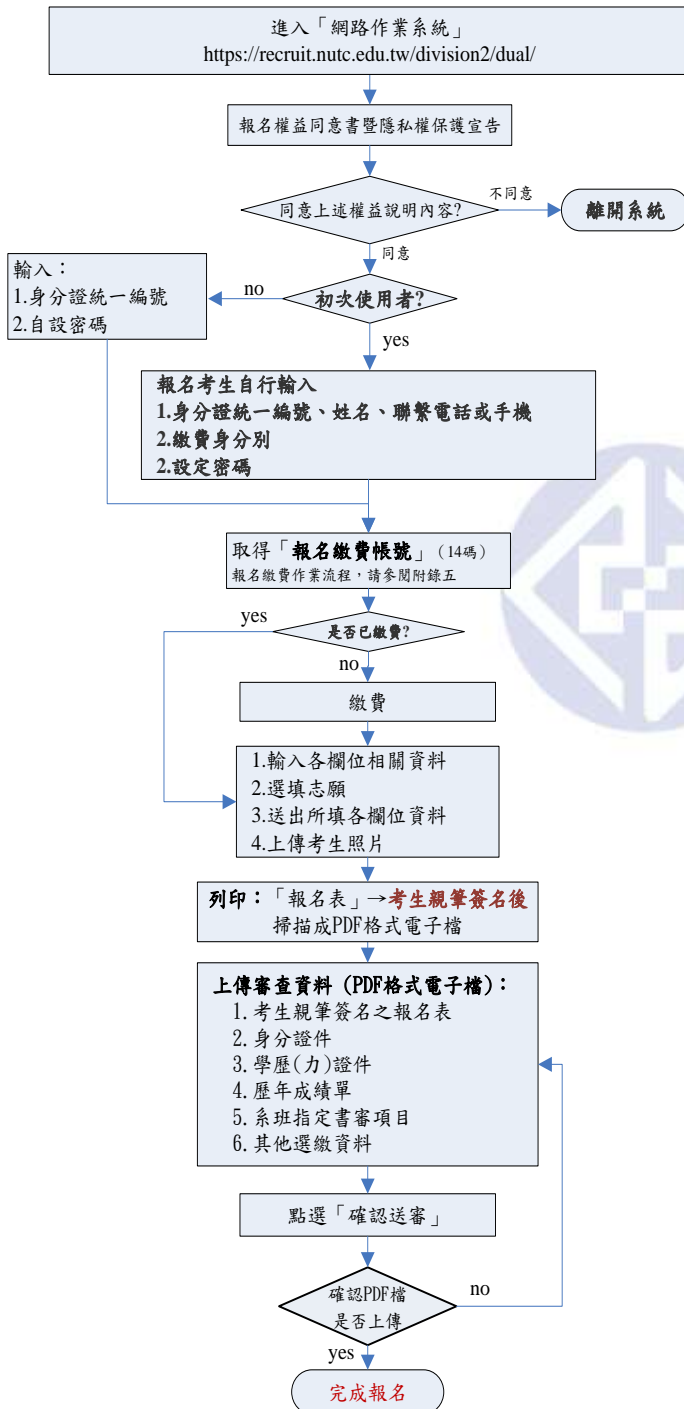 進入「網路作業系統」
https://recruit.nutc.edu.tw/division2/dual/
報名權益同意書暨隱私權保護宣告
同意上述權益說明內容?
不同意
離開系統
同意
初次使用者?
no
輸入：
1.身分證統一編號
2.自設密碼
yes
報名考生自行輸入
1.身分證統一編號、姓名、聯繫電話或手機
2.繳費身分別
2.設定密碼
取得「報名繳費帳號」（14碼）
報名繳費作業流程，請參閱附錄五
yes
是否已繳費?
no
繳費
1.輸入各欄位相關資料
2.選填志願
3.送出所填各欄位資料
4.上傳考生照片
列印：「報名表」→考生親筆簽名後
掃描成PDF格式電子檔
上傳審查資料 (PDF格式電子檔)：
1. 考生親筆簽名之報名表
2. 身分證件
3. 學歷(力)證件
4. 歷年成績單
5. 系班指定書審項目
6. 其他選繳資料
點選「確認送審」
確認PDF檔
是否上傳
no
yes
完成報名